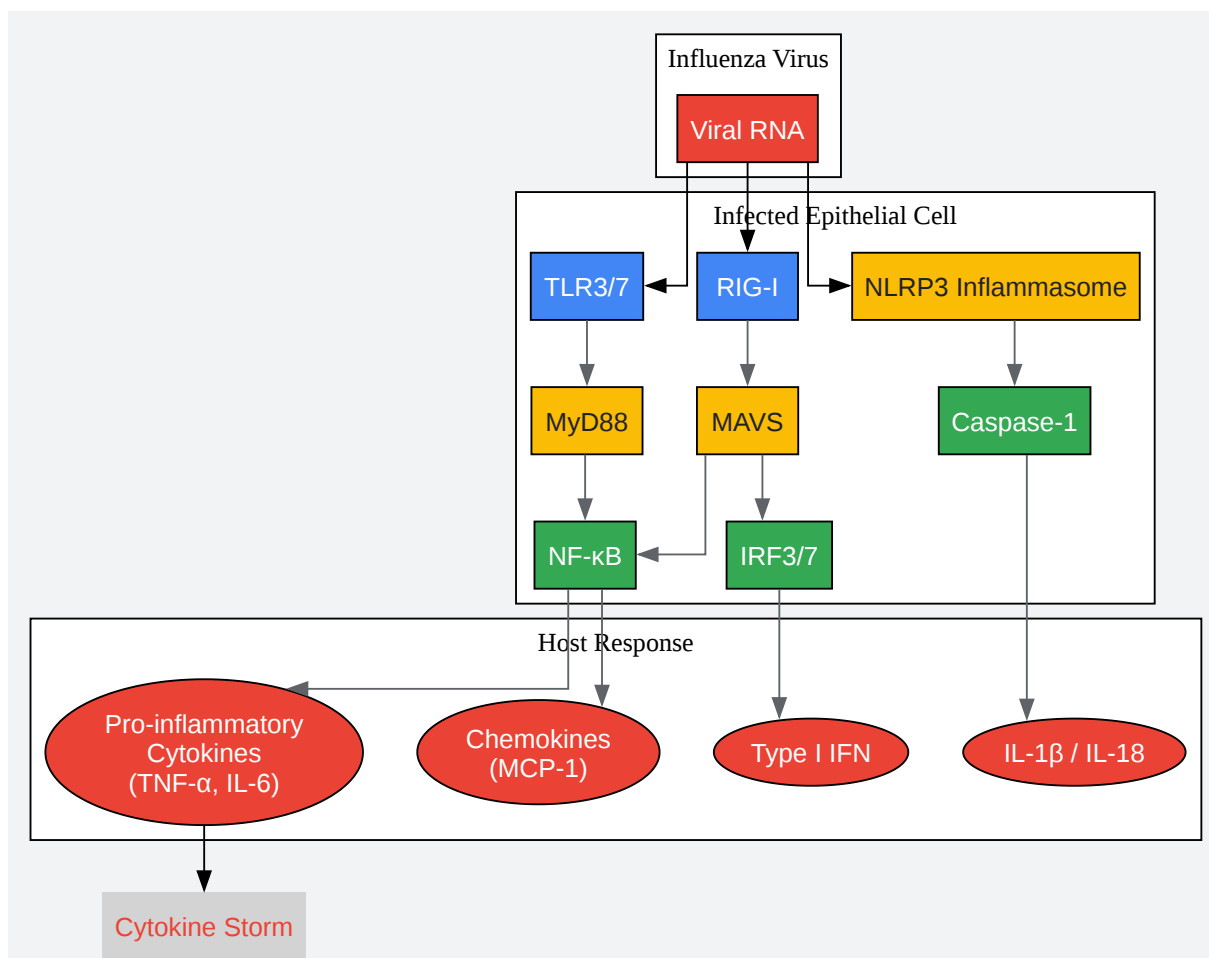 Influenza Virus
Viral RNA
Infected Epithelial Cell
TLR3/7
RIG-I
NLRP3 Inflammasome
MyD88
MAVS
Caspase-1
NF-κB
IRF3/7
Host Response
Pro-inflammatory
Cytokines
(TNF-α, IL-6)
Chemokines
(MCP-1)
Type I IFN
IL-1β / IL-18
Cytokine Storm